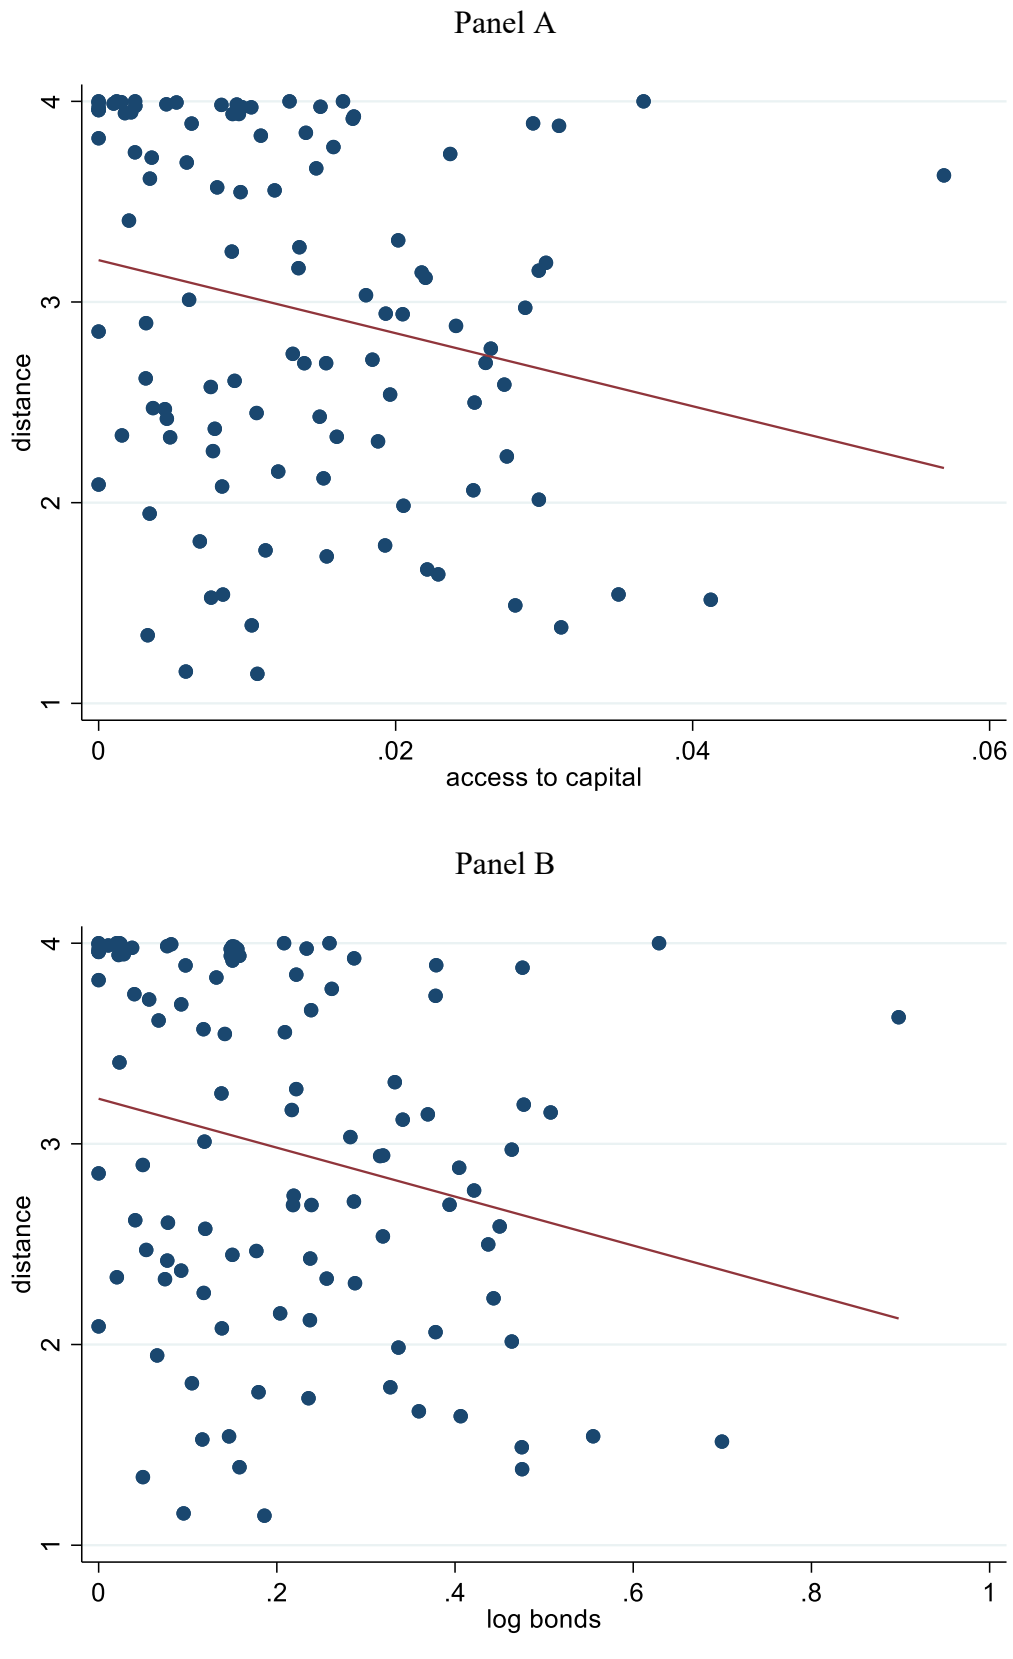 Panel A
4
3
2
1
distance
0 .02 .04 .06
access to capital
Panel B
4
3
2
1
distance
0 .2 .4 .6 .8 1
log bonds